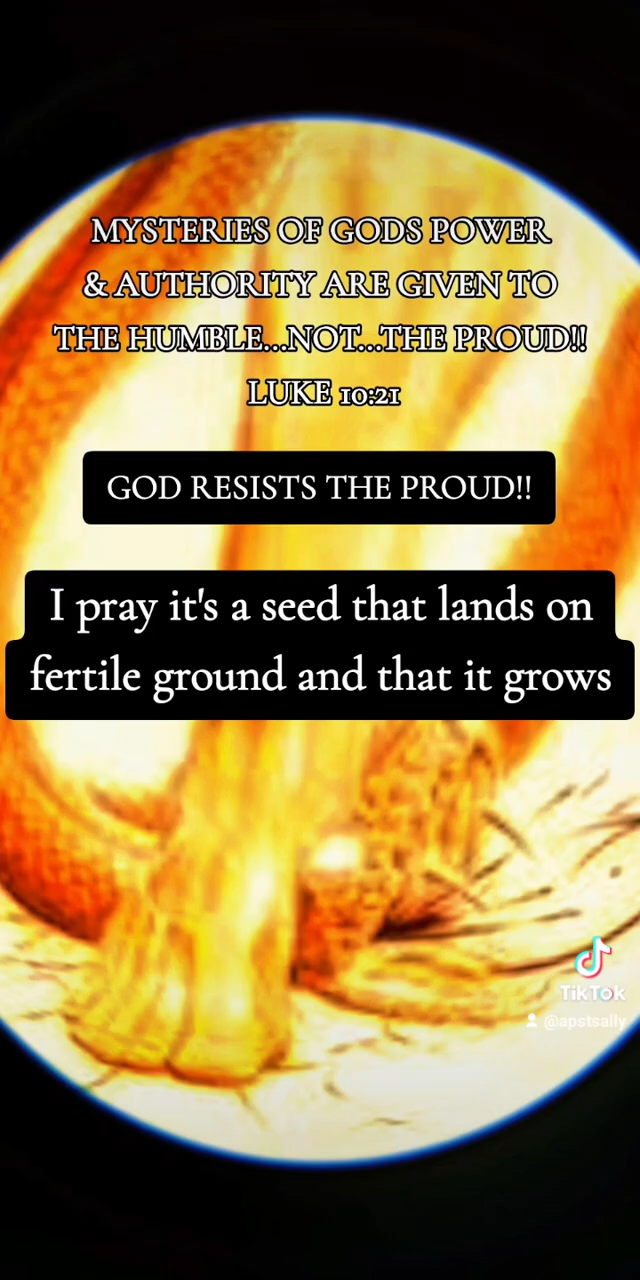 MYSTERIES OF GODS POWER
& AUTHORITY ARE GIVEN TO
THE HUMBLE...NOT...THE PROUD!!
LUKE 10:21
GOD RESISTS THE PROUD!!
I pray it's a seed that lands on
fertile ground and that it grows
TikTok
@apstsally